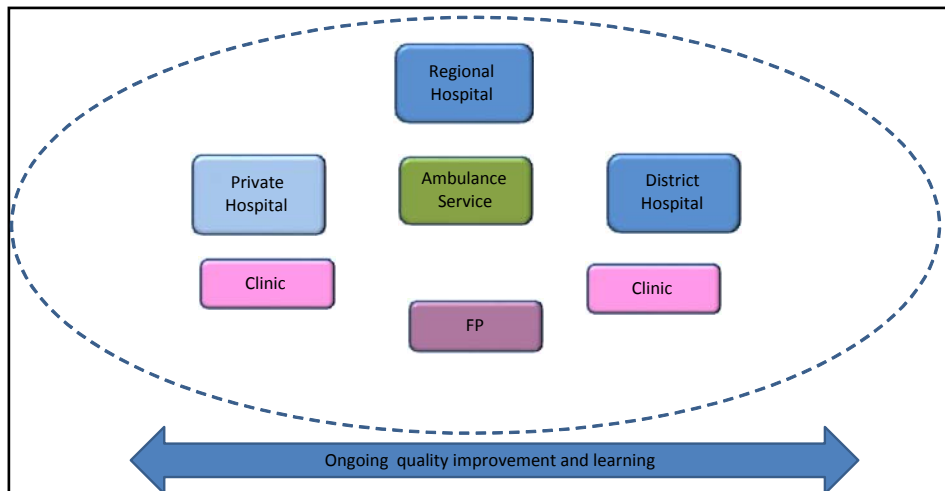 Regional
Hospital
Private
Hospital
Ambulance
Service
District
Hospital
Clinic
Clinic
FP
Ongoing quality improvement and learning